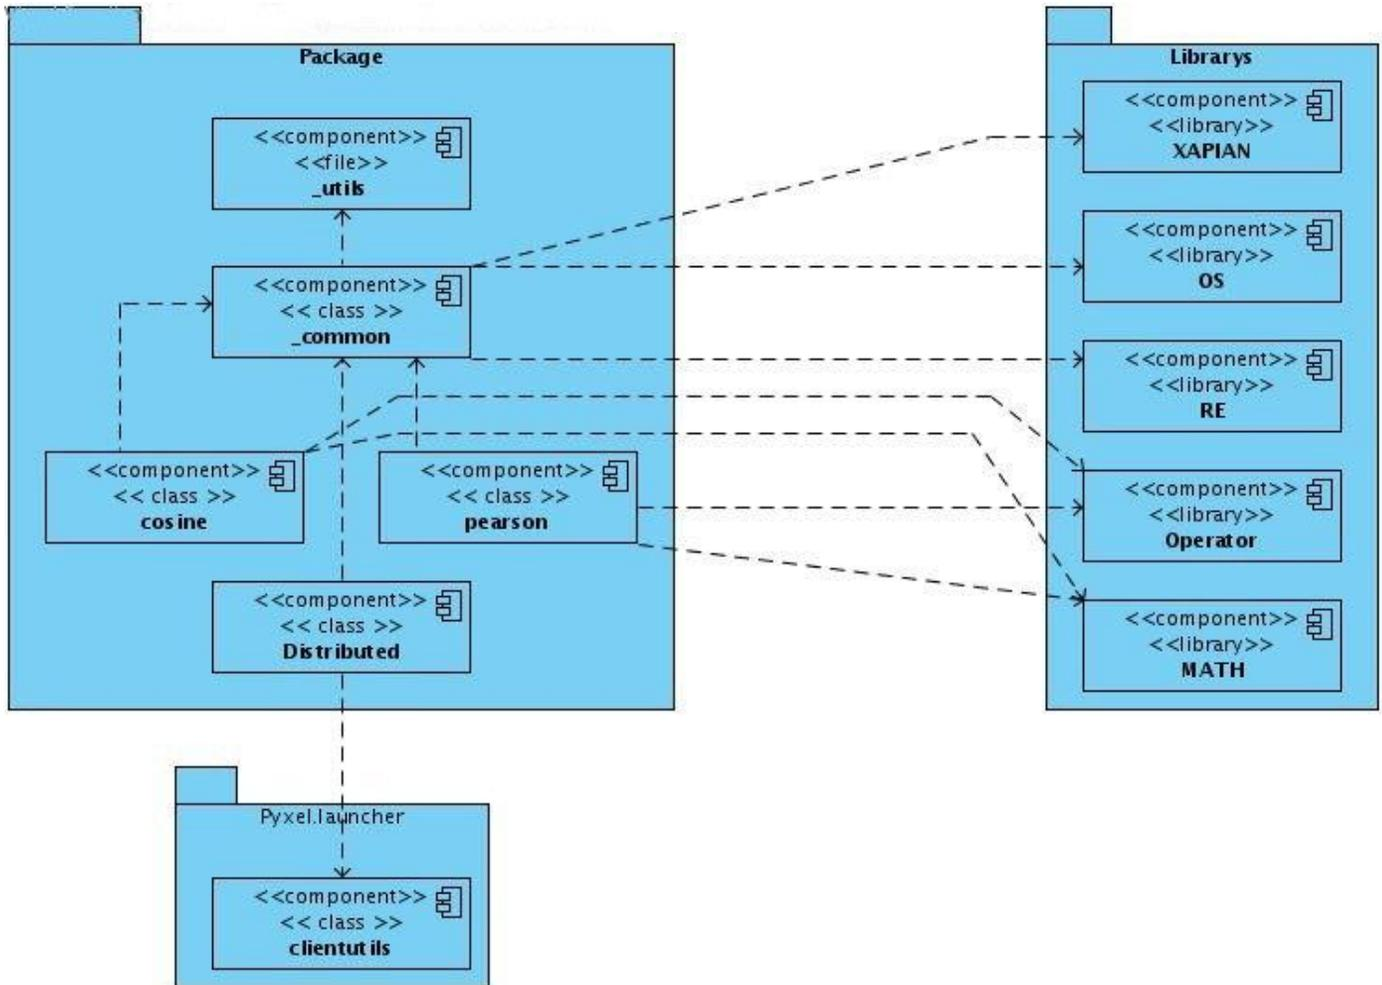 Package
<<component>>
<<file>>
_utils
<<component>>
<< class >>
_common
<<component>>
<< class >>
cosine
<<component>>
<< class >>
pearson
<<component>>
<< class >>
Distributed
Librarys
<<component>>
<<library>>
XAPIAN
<<component>>
<<library>>
OS
<<component>>
<<library>>
RE
<<component>>
<<library>>
Operator
<<component>>
<<library>>
MATH
Pyxel.launcher
<<component>>
<< class >>
clientutils